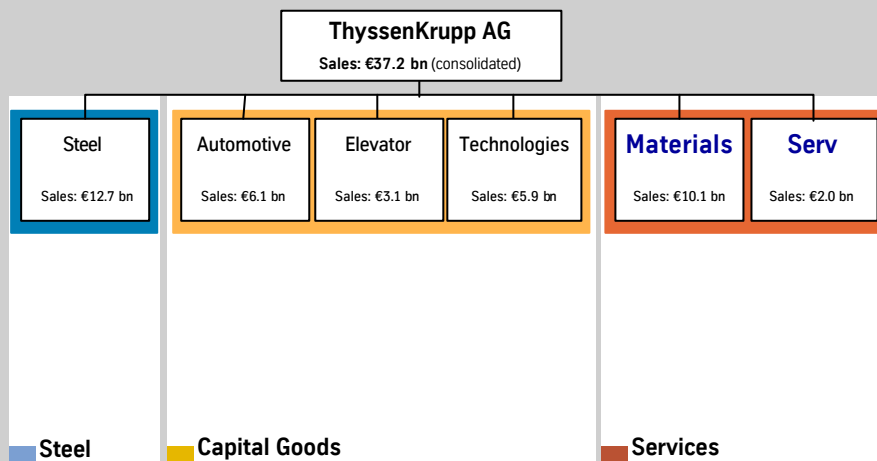 ThyssenKrupp AG
Sales: €37.2 bn (consolidated)
Steel
Sales: €12.7 bn
Automotive
Sales: €6.1 bn
Elevator
Sales: €3.1 bn
Technologies
Sales: €5.9 bn
Materials
Sales: €10.1 bn
Serv
Sales: €2.0 bn
Steel
Capital Goods
Services